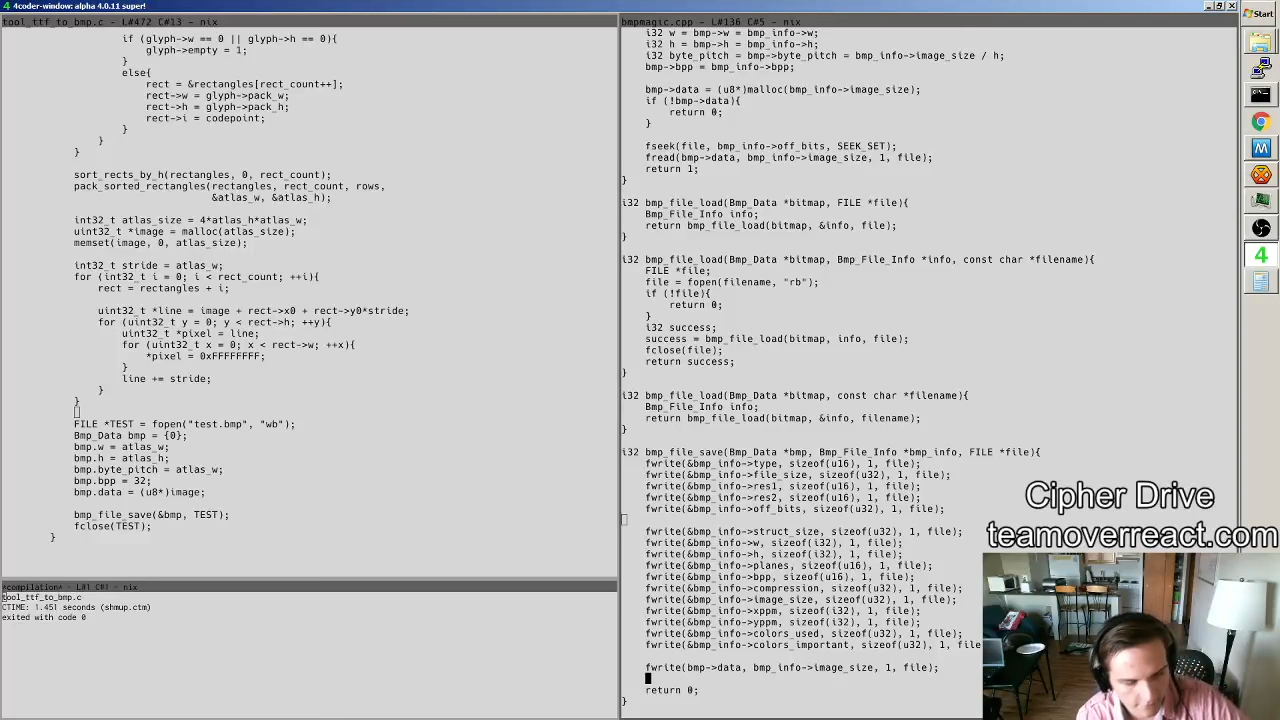 4coder-window: alpha 4.0.11 super!
tool_ttf_to_bmp.c - L#472 C#13 - nix
if (glyph->w == 0 || glyph->h == 0){
glyph->empty = 1;
}
else{
rect = &rectangles[rect_count++];
rect->w = glyph->pack_w;
rect->h = glyph->pack_h;
rect->i = codepoint;
}
}
}
sort_rects_by_h(rectangles, 0, rect_count);
pack_sorted_rectangles(rectangles, rect_count, rows,
&atlas_w, &atlas_h);
int32_t atlas_size = 4*atlas_h*atlas_w;
uint32_t *image = malloc(atlas_size);
memset(image, 0, atlas_size);
int32_t stride = atlas_w;
for (int32_t i = 0; i < rect_count; ++i){
rect = rectangles + i;
uint32_t *line = image + rect->x0 + rect->y0*stride;
for (uint32_t y = 0; y < rect->h; ++y){
uint32_t *pixel = line;
for (uint32_t x = 0; x < rect->w; ++x){
*pixel = 0xFFFFFFFF;
}
line += stride;
}
}
FILE *TEST = fopen("test.bmp", "wb");
Bmp_Data bmp = {0};
bmp.w = atlas_w;
bmp.h = atlas_h;
bmp.byte_pitch = atlas_w;
bmp.bpp = 32;
bmp.data = (u8*)image;
bmp_file_save(&bmp, TEST);
fclose(TEST);
}
*compilation* - L#1 C#1 - nix
tool_ttf_to_bmp.c
CTIME: 1.451 seconds (shmup.ctm)
exited with code 0
bmpmagic.cpp - L#136 C#5 - nix
i32 w = bmp->w = bmp_info->w;
i32 h = bmp->h = bmp_info->h;
i32 byte_pitch = bmp->byte_pitch = bmp_info->image_size / h;
bmp->bpp = bmp_info->bpp;
bmp->data = (u8*)malloc(bmp_info->image_size);
if (!bmp->data){
return 0;
}
fseek(file, bmp_info->off_bits, SEEK_SET);
fread(bmp->data, bmp_info->image_size, 1, file);
return 1;
}
i32 bmp_file_load(Bmp_Data *bitmap, FILE *file){
Bmp_File_Info info;
return bmp_file_load(bitmap, &info, file);
}
i32 bmp_file_load(Bmp_Data *bitmap, Bmp_File_Info *info, const char *filename){
FILE *file;
file = fopen(filename, "rb");
if (!file){
return 0;
}
i32 success;
success = bmp_file_load(bitmap, info, file);
fclose(file);
return success;
}
i32 bmp_file_load(Bmp_Data *bitmap, const char *filename){
Bmp_File_Info info;
return bmp_file_load(bitmap, &info, filename);
}
i32 bmp_file_save(Bmp_Data *bmp, Bmp_File_Info *bmp_info, FILE *file){
fwrite(&bmp_info->type, sizeof(u16), 1, file);
fwrite(&bmp_info->file_size, sizeof(u32), 1, file);
fwrite(&bmp_info->res1, sizeof(u16), 1, file);
fwrite(&bmp_info->res2, sizeof(u16), 1, file);
fwrite(&bmp_info->off_bits, sizeof(u32), 1, file);
fwrite(&bmp_info->struct_size, sizeof(u32), 1, file);
fwrite(&bmp_info->w, sizeof(i32), 1, file);
fwrite(&bmp_info->h, sizeof(i32), 1, file);
fwrite(&bmp_info->planes, sizeof(u16), 1, file);
fwrite(&bmp_info->bpp, sizeof(u16), 1, file);
fwrite(&bmp_info->compression, sizeof(u32), 1, file);
fwrite(&bmp_info->image_size, sizeof(u32), 1, file);
fwrite(&bmp_info->xppm, sizeof(i32), 1, file);
fwrite(&bmp_info->yppm, sizeof(i32), 1, file);
fwrite(&bmp_info->colors_used, sizeof(u32), 1, file);
fwrite(&bmp_info->colors_important, sizeof(u32), 1, file
fwrite(bmp->data, bmp_info->image_size, 1, file);
return 0;
}
Cipher Drive
teamoverreact.com
Start